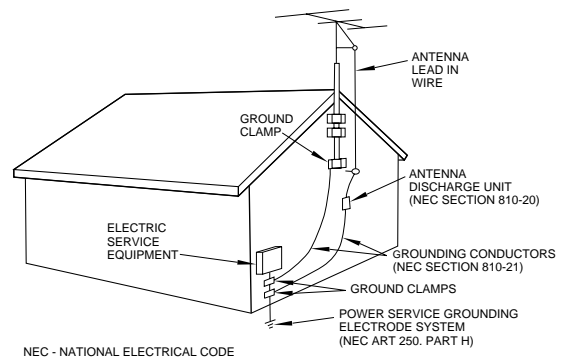 ANTENNA
LEAD IN
WIRE
GROUND
CLAMP
ANTENNA
DISCHARGE UNIT
(NEC SECTION 810-20)
ELECTRIC
SERVICE
EQUIPMENT
GROUNDING CONDUCTORS
(NEC SECTION 810-21)
GROUND CLAMPS
POWER SERVICE GROUNDING
ELECTRODE SYSTEM
(NEC ART 250. PART H)
NEC - NATIONAL ELECTRICAL CODE